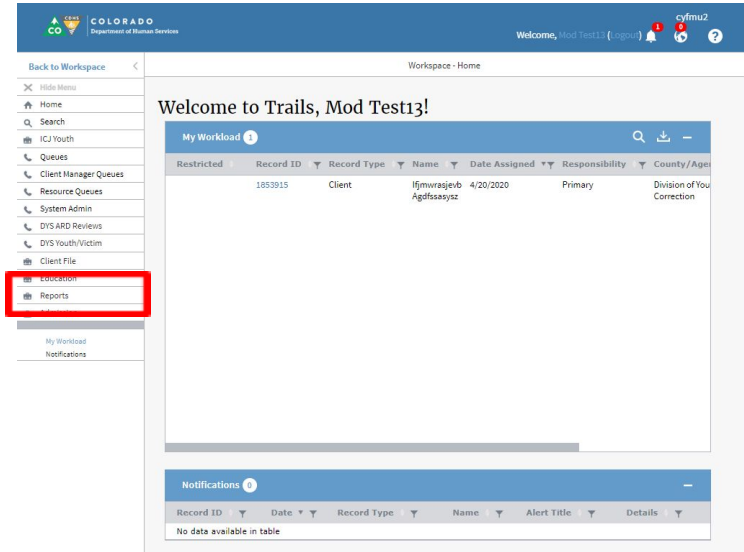 cyfmu2
CO CDHS COLORADO
Department of Human Services
Welcome, Mod Test13 (Logout) 1 0 ?
Back to Workspace <
Workspace - Home
Hide Menu
Home
Search
ICJ Youth
Queues
Client Manager Queues
Resource Queues
System Admin
DYS ARD Reviews
DYS Youth/Victim
Client File
Education
Reports
My Workload
Notifications
Welcome to Trails, Mod Test13!
My Workload 1
Restricted Record ID Record Type Name Date Assigned Responsibility County/Age
1853915 Client Ifjmwrasjevb 4/20/2020 Primary Division of You
Agdfssasysz Correction
Notifications 0
Record ID Date Record Type Name Alert Title Details
No data available in table